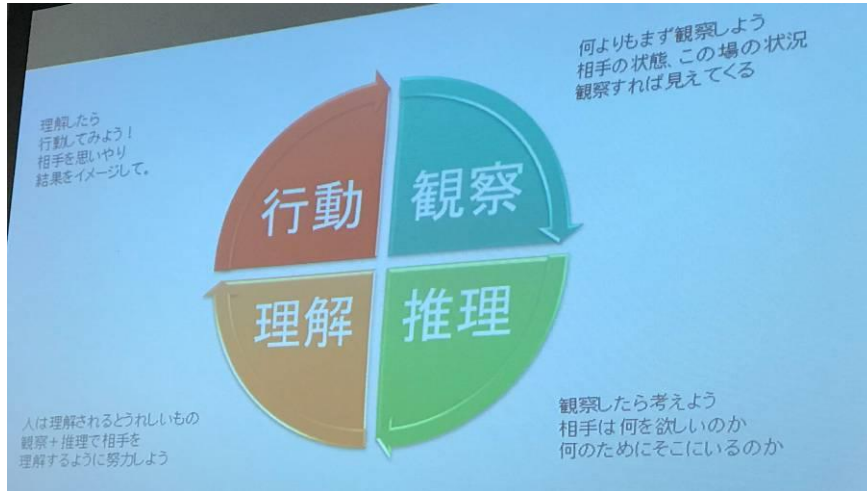 何よりもまず観察しよう
相手の状態、この場の状況
観察すれば見えてくる
理解したら
行動してみよう！
相手を思いやり
結果をイメージして。
行動
観察
理解
推理
人は理解されるとうれしいもの
観察+推理で相手を
理解するように努力しよう
観察したら考えよう
相手は何を欲しいのか
何のためにそこにいるのか